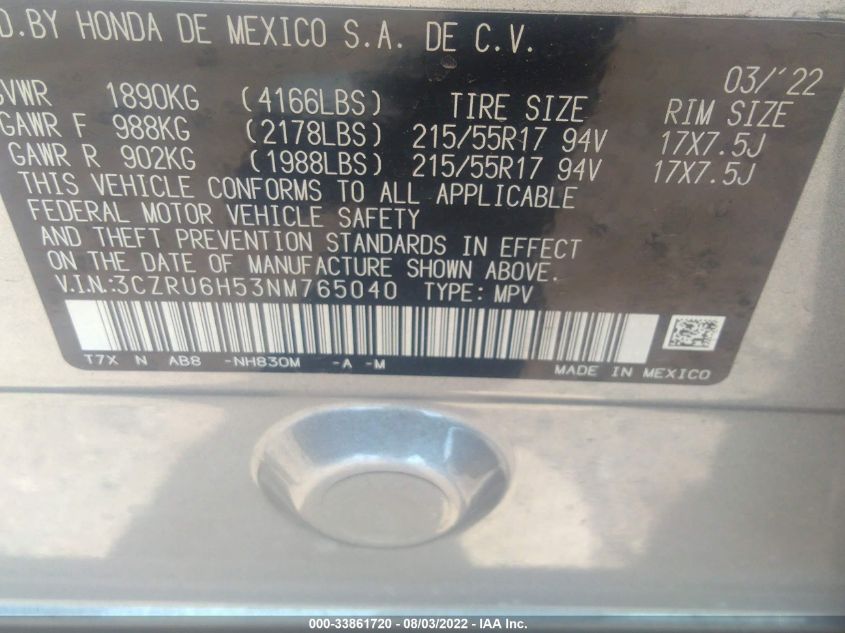 D.BY HONDA DE MEXICO S.A. DE C.V.
03/'22
GVWR 1890KG (4166LBS) TIRE SIZE RIM SIZE
GAWR F 988KG (2178LBS) 215/55R17 94V 17X7.5J
GAWR R 902KG (1988LBS) 215/55R17 94V 17X7.5J
THIS VEHICLE CONFORMS TO ALL APPLICABLE
FEDERAL MOTOR VEHICLE SAFETY
AND THEFT PREVENTION STANDARDS IN EFFECT
ON THE DATE OF MANUFACTURE SHOWN ABOVE.
V.I.N.:3CZRU6H53NM765040 TYPE: MPV
T7X N AB8 -NH830M -A -M
MADE IN MEXICO
000-33861720 - 08/03/2022 - IAA Inc.